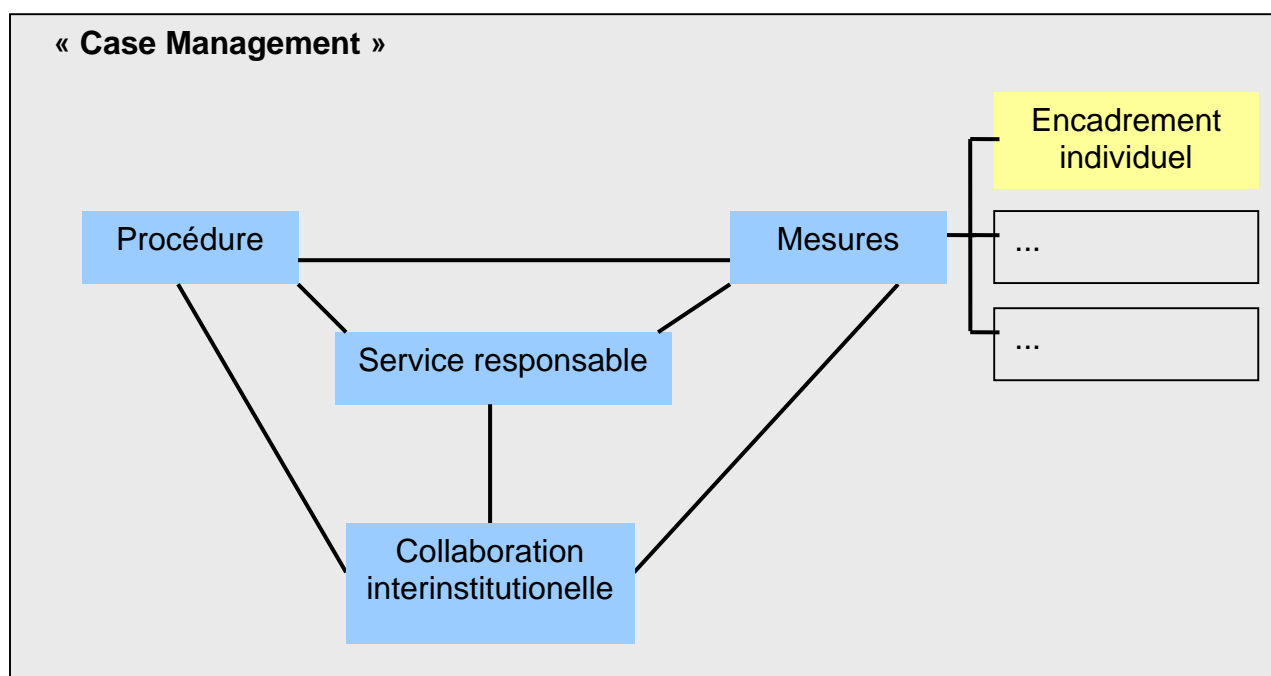 « Case Management »
Encadrement
individuel
Procédure
Mesures
...
Service responsable
...
Collaboration
interinstitutionelle